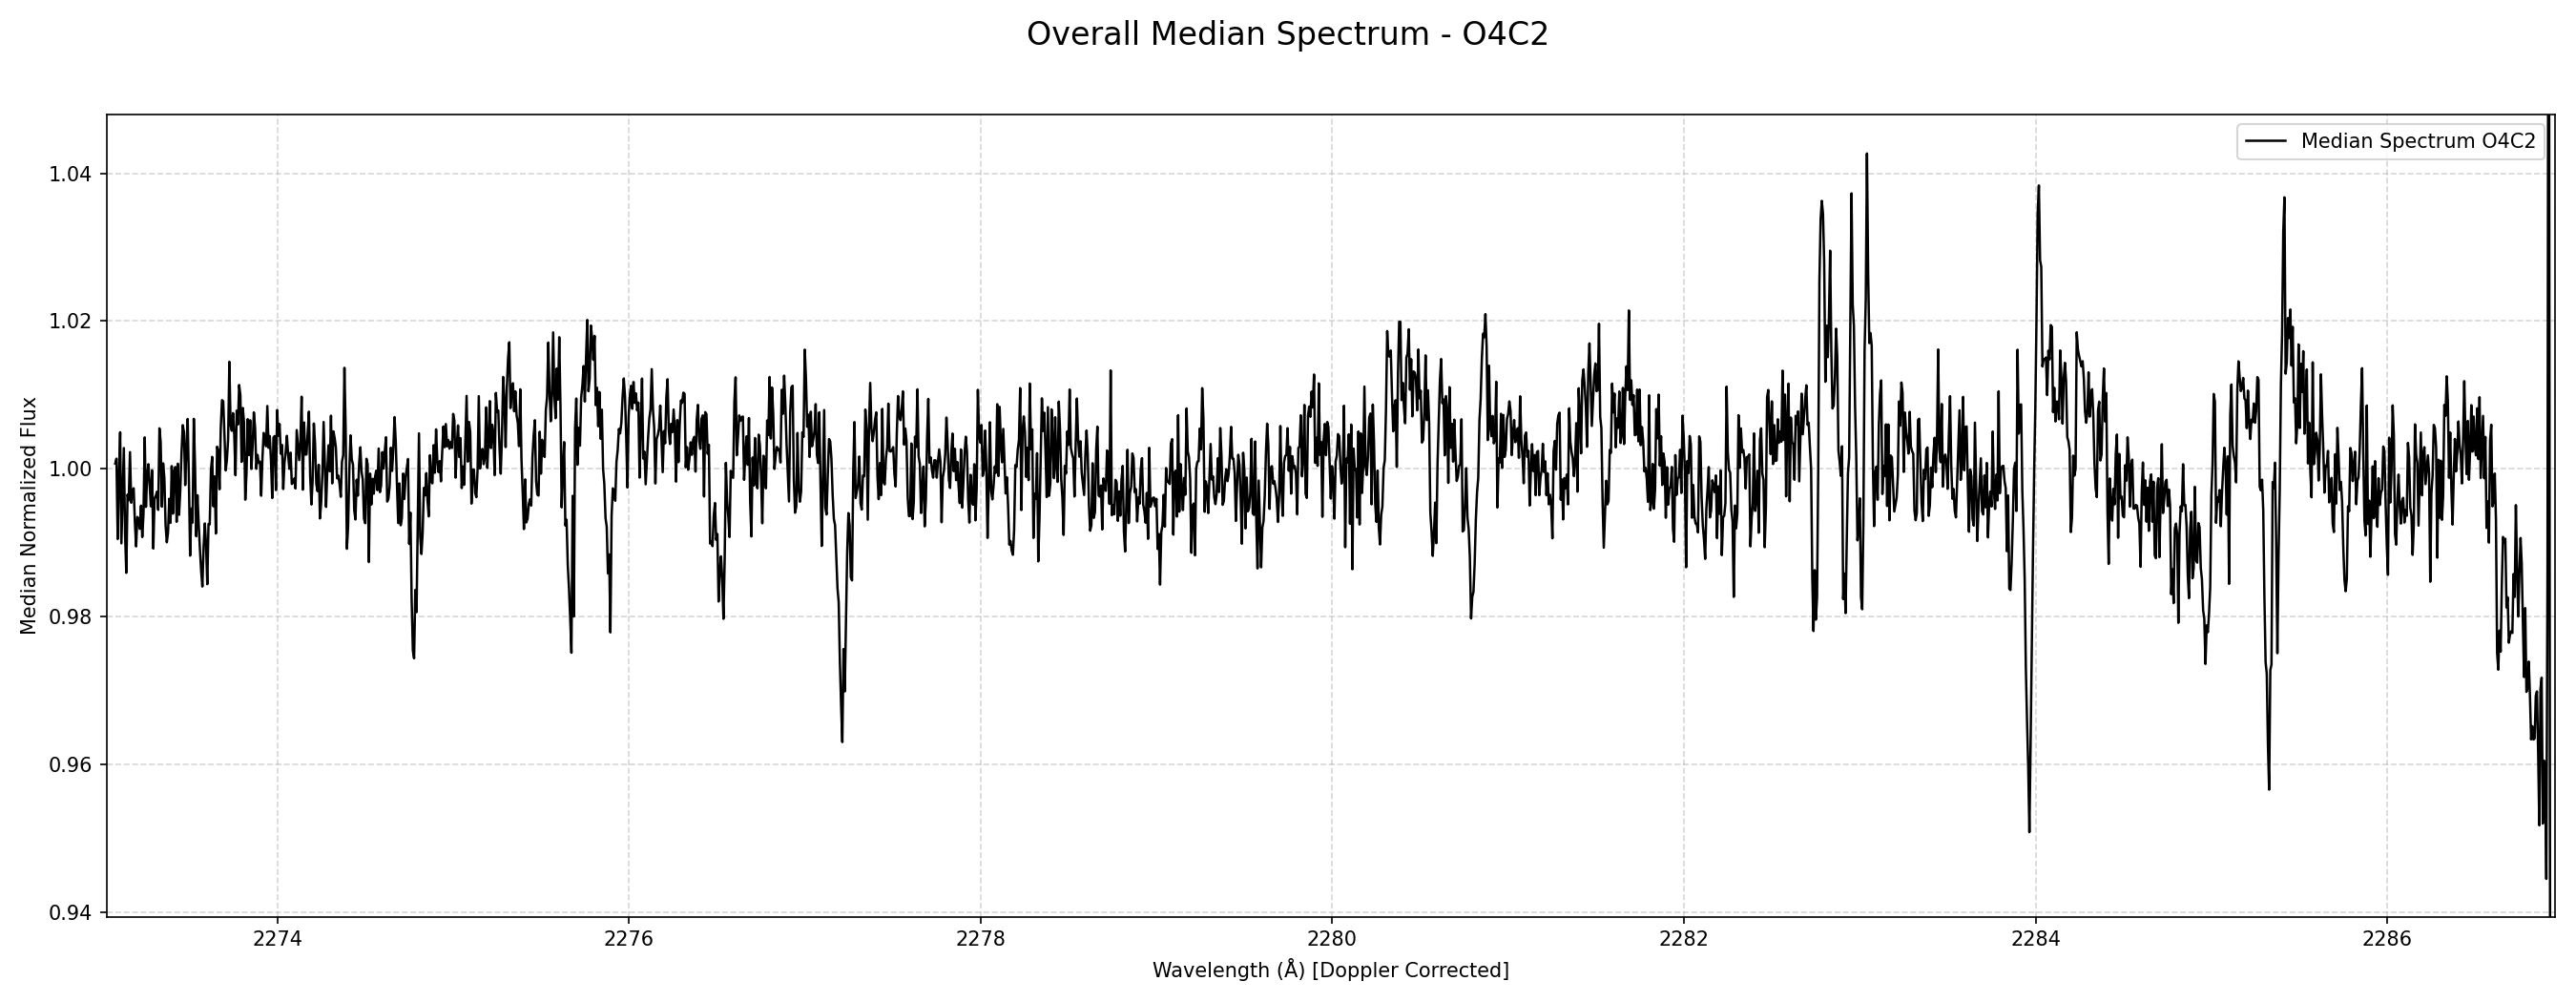 Overall Median Spectrum - O4C2
Median Spectrum O4C2
Median Normalized Flux
1.04
1.02
1.00
0.98
0.96
0.94
2274 2276 2278 2280 2282 2284 2286
Wavelength (Å) [Doppler Corrected]